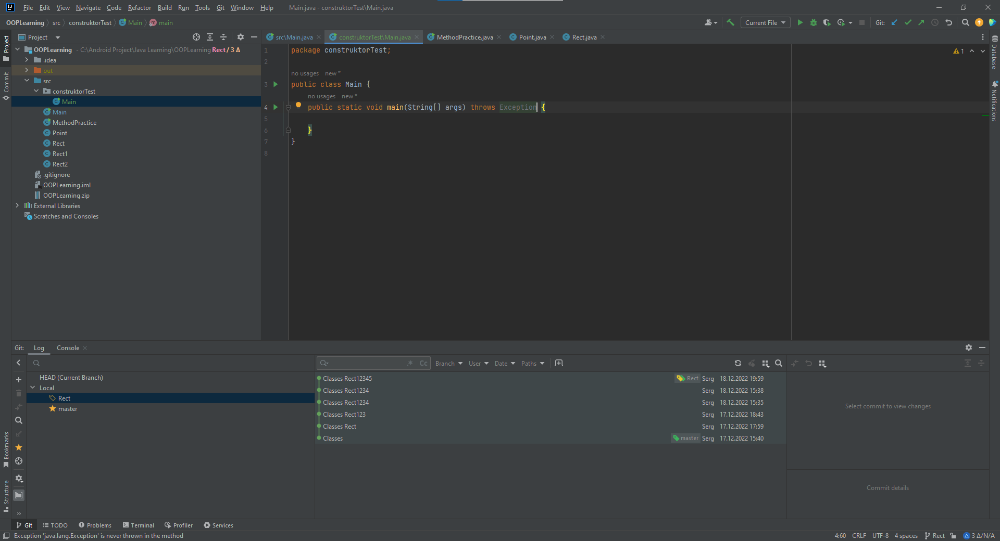 File Edit View Navigate Code Refactor Build Run Tools Git Window Help Main.java - construktorTest\Main.java
OOPLearning src construktorTest Main main Current File Git:
Project
src\Main.java construktorTest\Main.java MethodPractice.java Point.java Rect.java
OOPLearning - C:\Android Project\Java Learning\OOPLearning Rect / 3 Δ
.idea
out
src
construktorTest
Main
Main
MethodPractice
Point
Rect
Rect1
Rect2
.gitignore
OOPLearning.iml
OOPLearning.zip
External Libraries
Scratches and Consoles
Project
Commit
Bookmarks
Structure
1 package construktorTest;
1
2
no usages new *
3 public class Main {
no usages new *
4 public static void main(String[] args) throws Exception {
5
6 }
7 }
8
Database
Notifications
Git: Log Console
HEAD (Current Branch)
Local
Rect
master
.* Cc Branch User Date Paths
Classes Rect12345 Rect Serg 18.12.2022 19:59
Classes Rect1234 Serg 18.12.2022 15:38
Classes Rect1234 Serg 18.12.2022 15:35
Classes Rect123 Serg 17.12.2022 18:43
Classes Rect Serg 17.12.2022 17:59
Classes master Serg 17.12.2022 15:40
Select commit to view changes
Commit details
Git TODO Problems Terminal Profiler Services
Exception 'java.lang.Exception' is never thrown in the method 4:60 CRLF UTF-8 4 spaces Rect 3 Δ/N/A